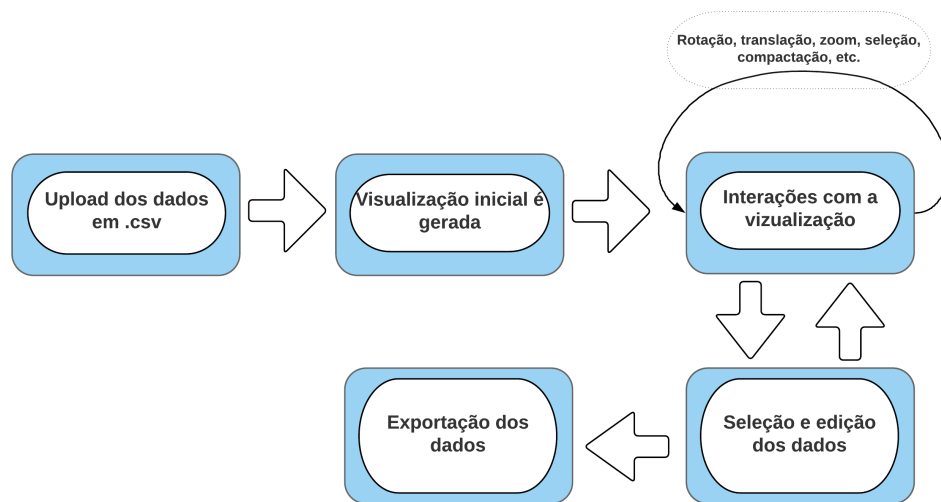 Rotação, translação, zoom, seleção,
compactação, etc.
Upload dos dados
em .csv
Visualização inicial é
gerada
Interações com a
vizualização
Exportação dos
dados
Seleção e edição
dos dados